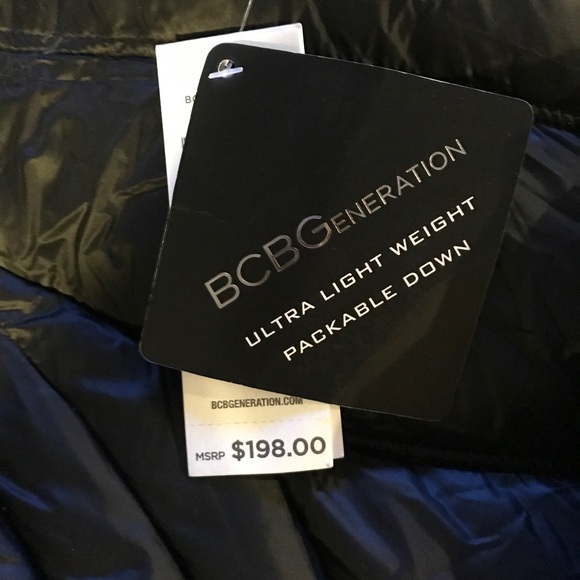 BCBGENERATION
ULTRA LIGHT WEIGHT
PACKABLE DOWN
BCBGENERATION.COM
MSRP $198.00